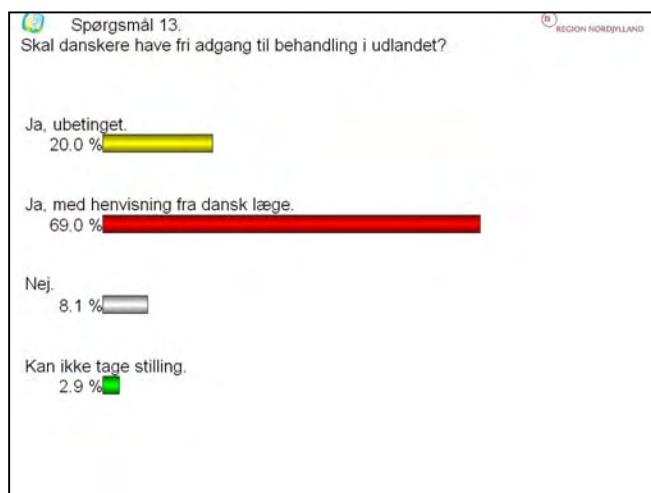 Spørgsmål 13.
REGION NORDJYLLAND
Skal danskere have fri adgang til behandling i udlandet?
Ja, ubetinget.
20.0 %
Ja, med henvisning fra dansk læge.
69.0 %
Nej.
8.1 %
Kan ikke tage stilling.
2.9 %